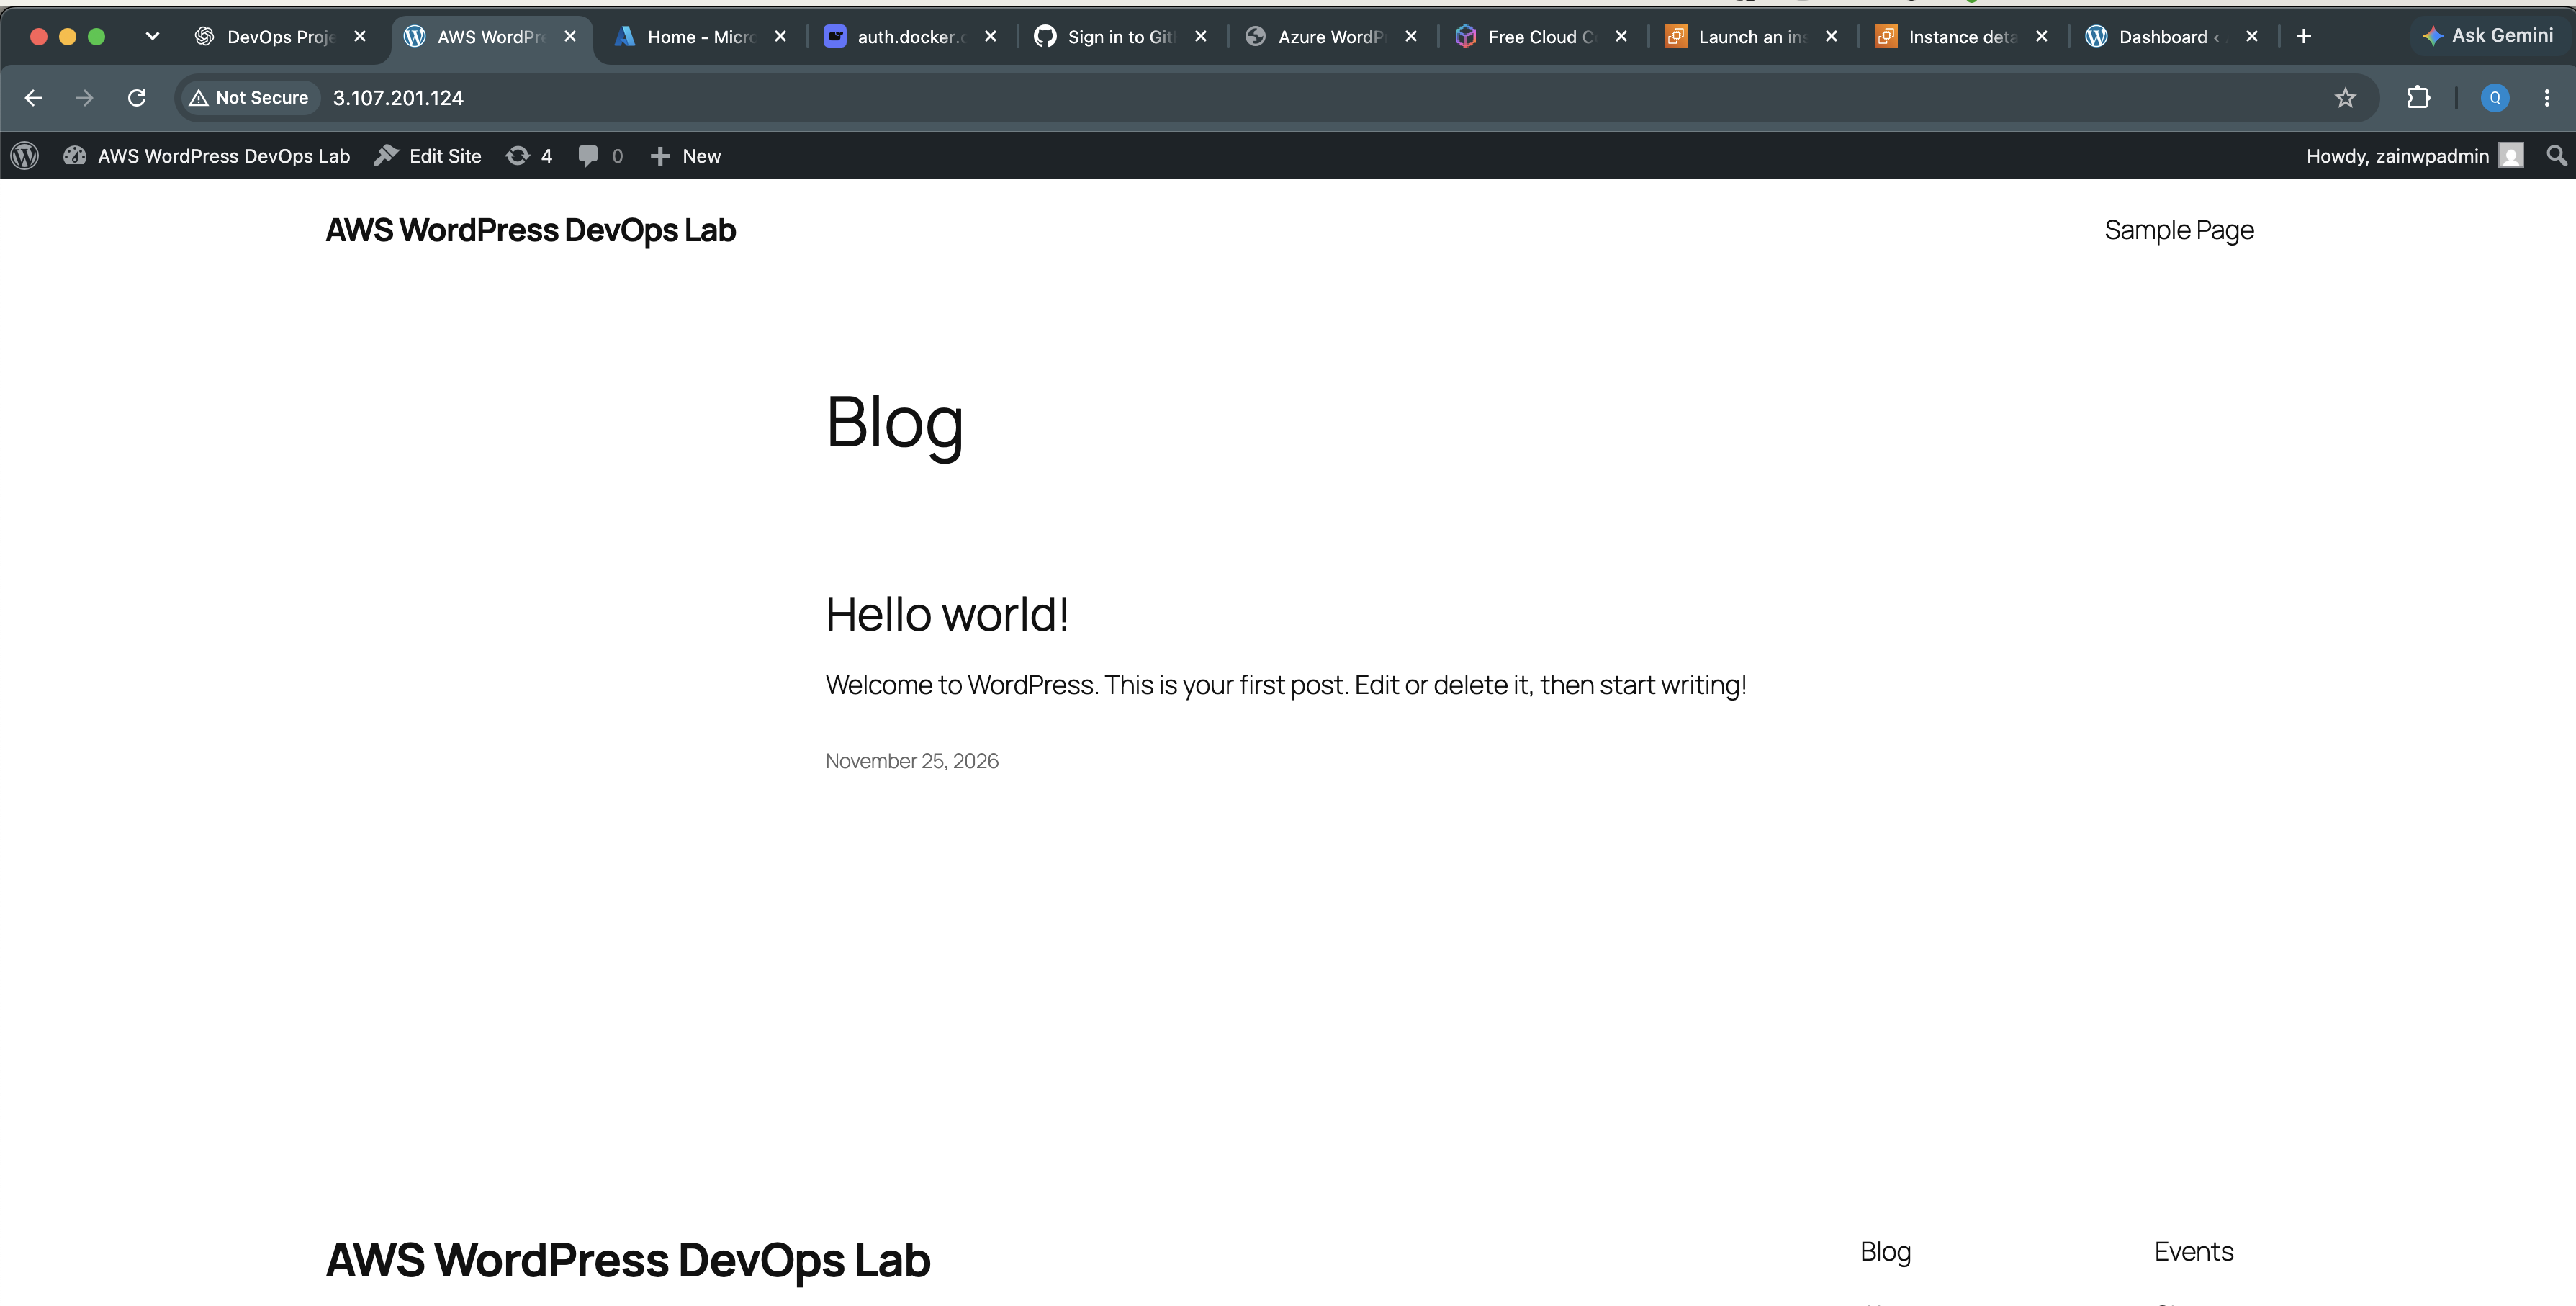 DevOps Proje
AWS WordPre
Home - Micro
auth.docker.c
Sign in to Git
Azure WordP
Free Cloud C
Launch an ins
Instance deta
Dashboard ‹
Ask Gemini
Not Secure
3.107.201.124
Q
AWS WordPress DevOps Lab
Edit Site
4
0
New
Howdy, zainwpadmin
AWS WordPress DevOps Lab
Sample Page
Blog
Hello world!
Welcome to WordPress. This is your first post. Edit or delete it, then start writing!
November 25, 2026
AWS WordPress DevOps Lab
Blog
Events